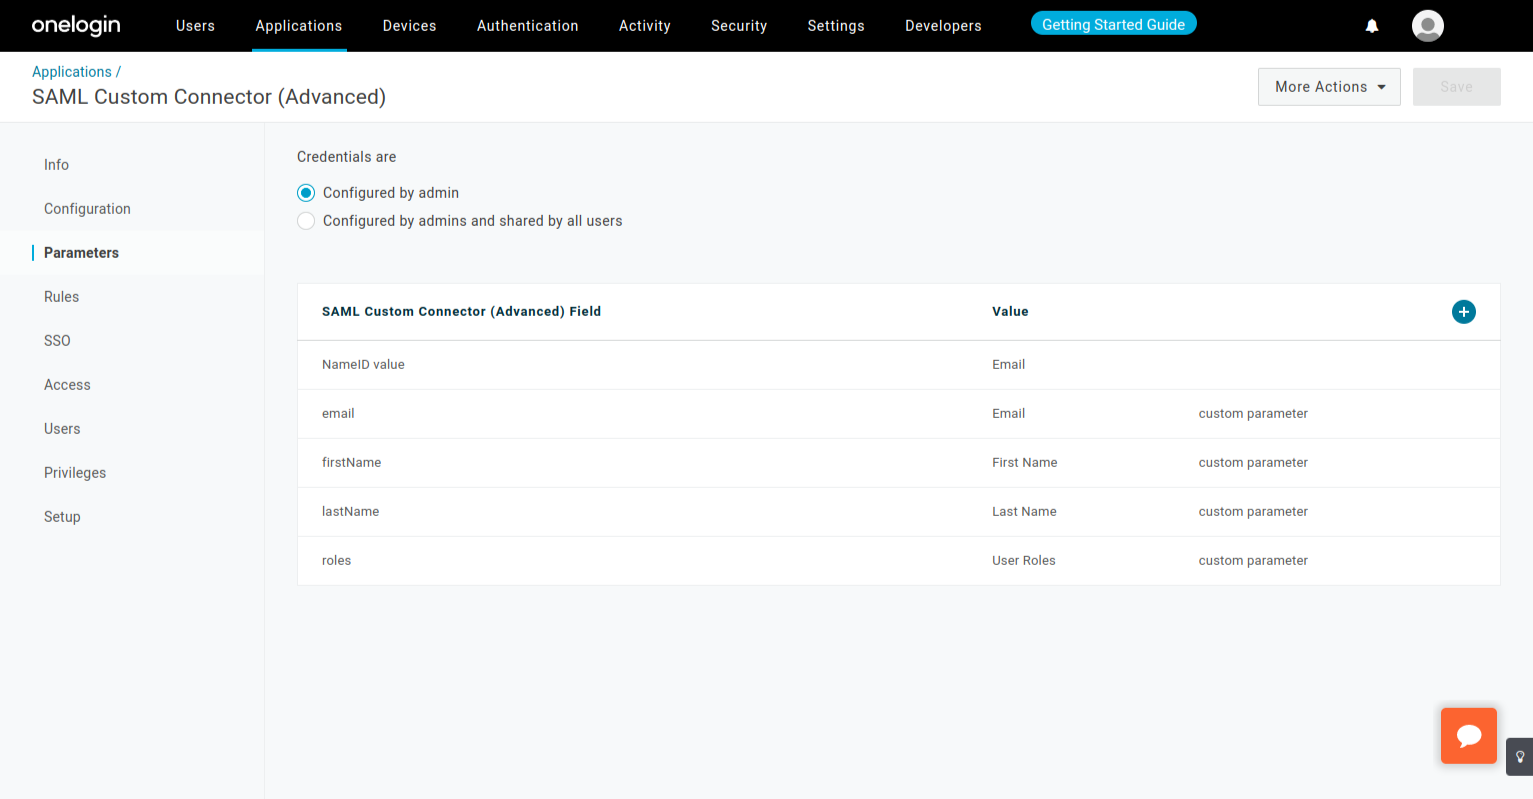 onelogin Users Applications Devices Authentication Activity Security Settings Developers Getting Started Guide
Applications /
SAML Custom Connector (Advanced)
More Actions Save
Info
Configuration
Parameters
Rules
SSO
Access
Users
Privileges
Setup
Credentials are
Configured by admin
Configured by admins and shared by all users
SAML Custom Connector (Advanced) Field Value
NameID value Email
email Email custom parameter
firstName First Name custom parameter
lastName Last Name custom parameter
roles User Roles custom parameter